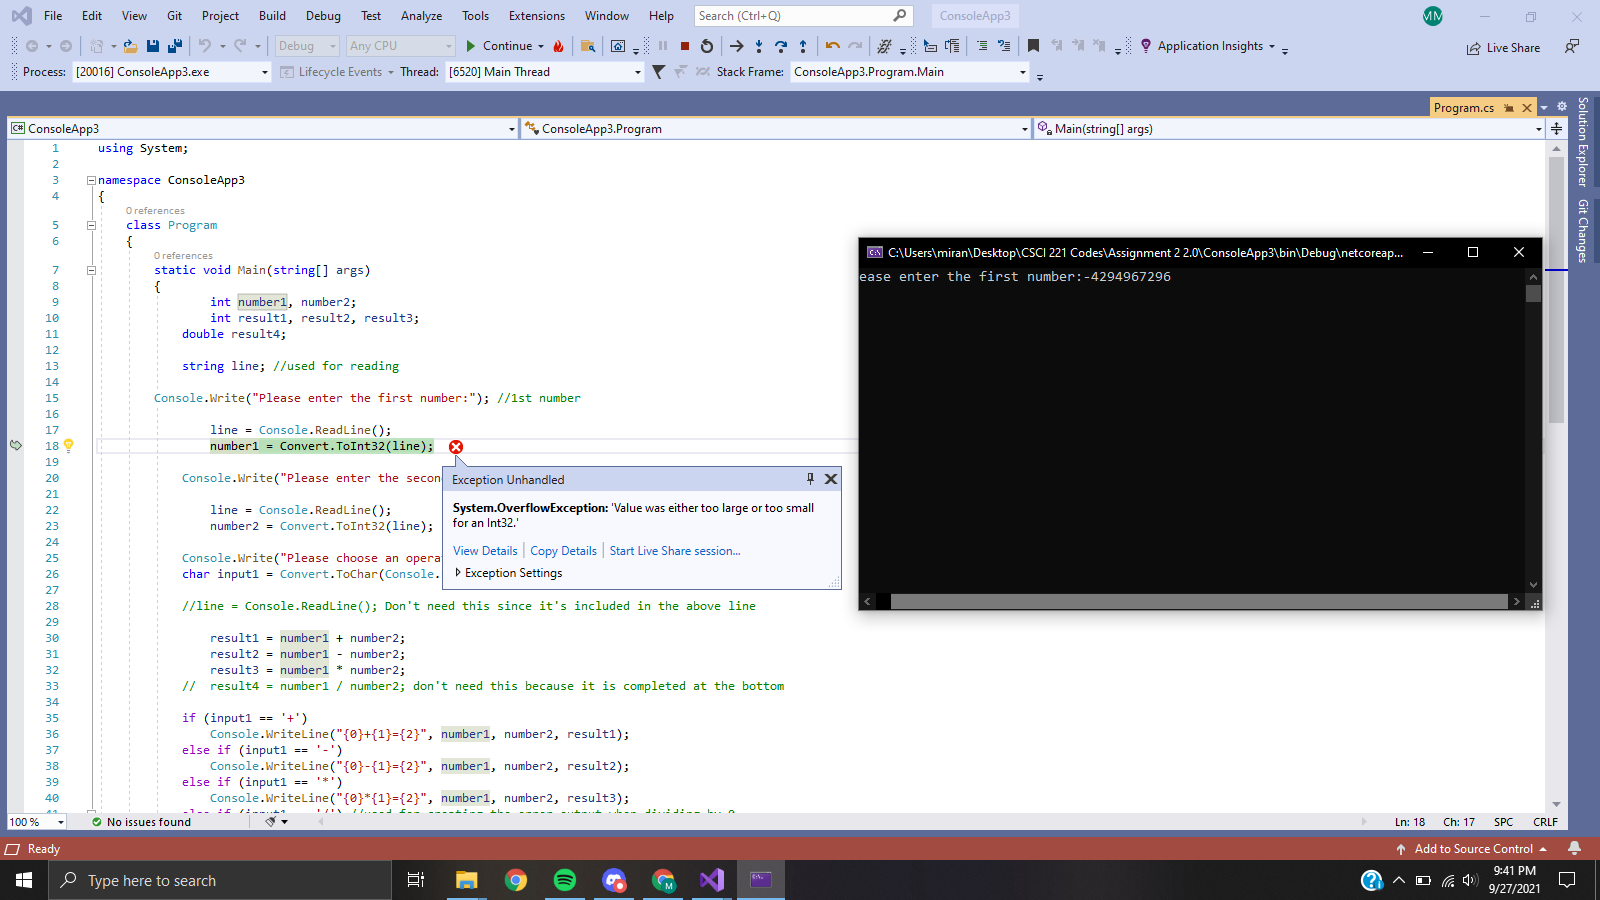 File Edit View Git Project Build Debug Test Analyze Tools Extensions Window Help Search (Ctrl+Q) ConsoleApp3 MM
Debug Any CPU Continue Application Insights Live Share
Process: [20016] ConsoleApp3.exe Lifecycle Events Thread: [6520] Main Thread Stack Frame: ConsoleApp3.Program.Main
Program.cs
C# ConsoleApp3 ConsoleApp3.Program Main(string[] args)
Solution Explorer
Git Changes
1 using System;
2
3 namespace ConsoleApp3
4 {
0 references
5 class Program
6 {
0 references
7 static void Main(string[] args)
8 {
9 int number1, number2;
10 int result1, result2, result3;
11 double result4;
12
13 string line; //used for reading
14
15 Console.Write("Please enter the first number:"); //1st number
16
17 line = Console.ReadLine();
18 number1 = Convert.ToInt32(line);
19
20 Console.Write("Please enter the secon
21
22 line = Console.ReadLine();
23 number2 = Convert.ToInt32(line);
24
25 Console.Write("Please choose an opera
26 char input1 = Convert.ToChar(Console.
27
28 //line = Console.ReadLine(); Don't need this since it's included in the above line
29
30 result1 = number1 + number2;
31 result2 = number1 - number2;
32 result3 = number1 * number2;
33 // result4 = number1 / number2; don't need this because it is completed at the bottom
34
35 if (input1 == '+')
36 Console.WriteLine("{0}+{1}={2}", number1, number2, result1);
37 else if (input1 == '-')
38 Console.WriteLine("{0}-{1}={2}", number1, number2, result2);
39 else if (input1 == '*')
40 Console.WriteLine("{0}*{1}={2}", number1, number2, result3);
Exception Unhandled
System.OverflowException: 'Value was either too large or too small
for an Int32.'
View Details Copy Details Start Live Share session...
Exception Settings
C:\Users\miran\Desktop\CSCI 221 Codes\Assignment 2 2.0\ConsoleApp3\bin\Debug\netcoreap...
ease enter the first number:-4294967296
100 % No issues found Ln: 18 Ch: 17 SPC CRLF
Ready Add to Source Control
Type here to search M 9:41 PM
9/27/2021